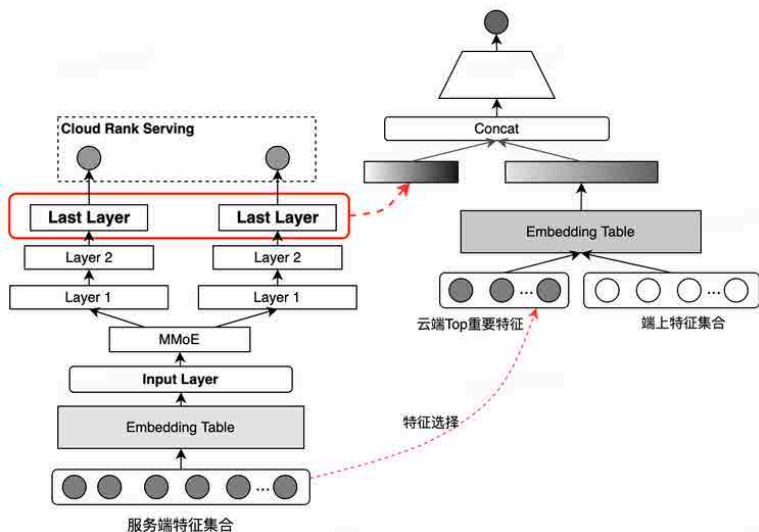 Cloud Rank Serving
Last Layer
Last Layer
Layer 2
Layer 2
Layer 1
Layer 1
MMoE
Input Layer
Embedding Table
服务端特征集合
Concat
Embedding Table
...
...
云端Top重要特征
端上特征集合
特征选择
...